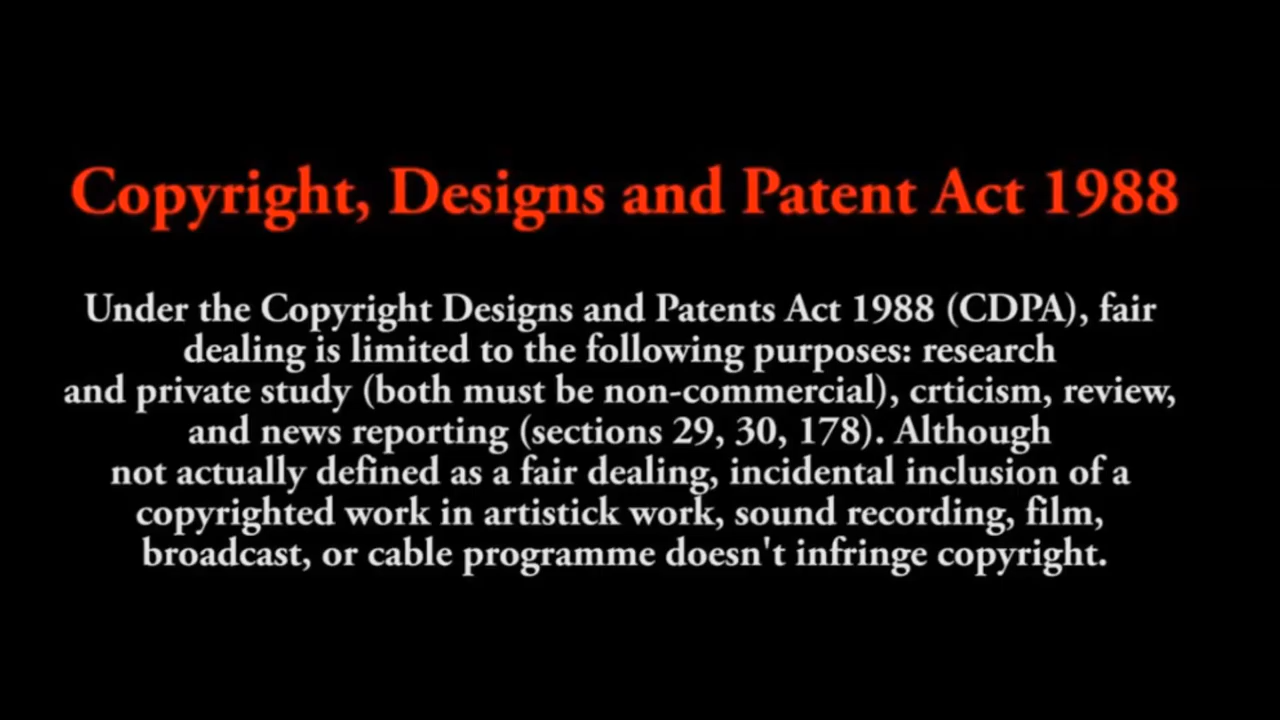 Copyright, Designs and Patent Act 1988
Under the Copyright Designs and Patents Act 1988 (CDPA), fair
dealing is limited to the following purposes: research
and private study (both must be non-commercial), crticism, review,
and news reporting (sections 29, 30, 178). Although
not actually defined as a fair dealing, incidental inclusion of a
copyrighted work in artistick work, sound recording, film,
broadcast, or cable programme doesn't infringe copyright.